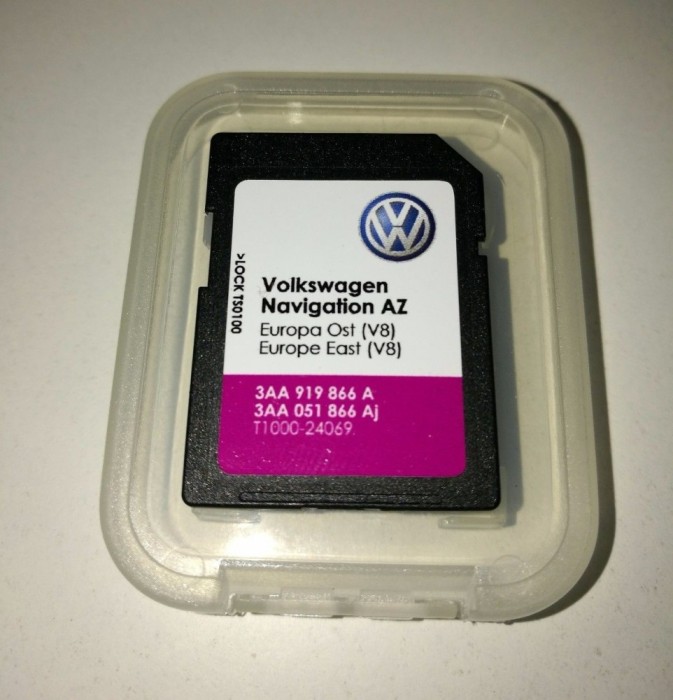 >LOCK TS0100
Volkswagen
Navigation AZ
Europa Ost (V8)
Europe East (V8)
3AA 919 866 A
3AA 051 866 Aj
T1000-24069